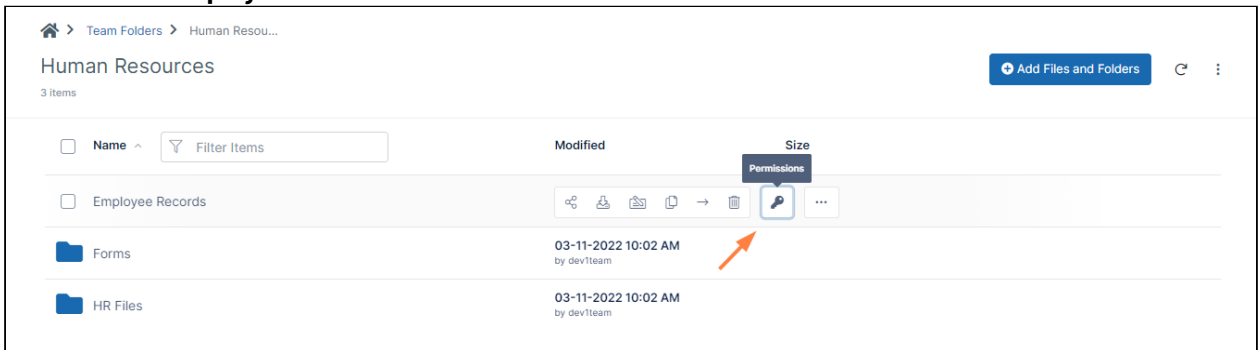 Team Folders > Human Resou...
Human Resources
Add Files and Folders
3 items
Name Filter Items Modified Size
Permissions
Employee Records
Forms 03-11-2022 10:02 AM
by dev1team
HR Files 03-11-2022 10:02 AM
by dev1team